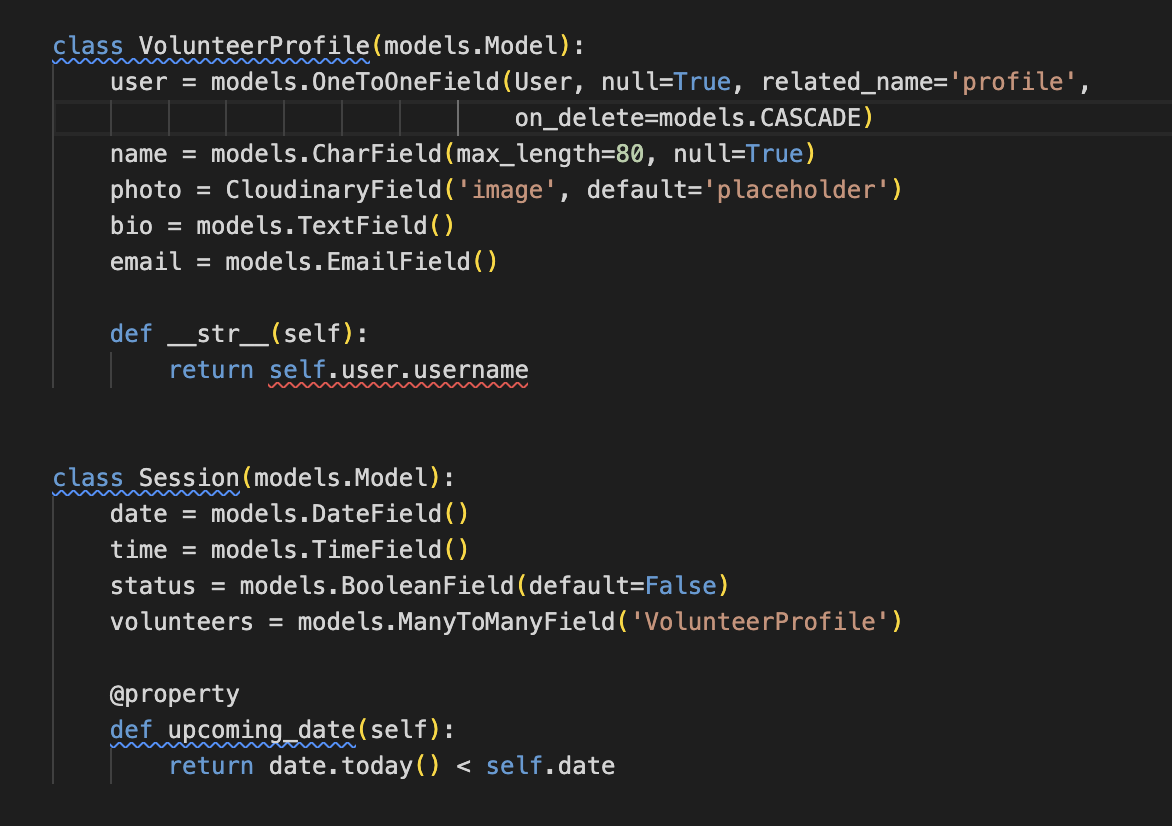 class VolunteerProfile(models.Model):
    user = models.OneToOneField(User, null=True, related_name='profile',
                                on_delete=models.CASCADE)
    name = models.CharField(max_length=80, null=True)
    photo = CloudinaryField('image', default='placeholder')
    bio = models.TextField()
    email = models.EmailField()

    def __str__(self):
        return self.user.username


class Session(models.Model):
    date = models.DateField()
    time = models.TimeField()
    status = models.BooleanField(default=False)
    volunteers = models.ManyToManyField('VolunteerProfile')

    @property
    def upcoming_date(self):
        return date.today() < self.date